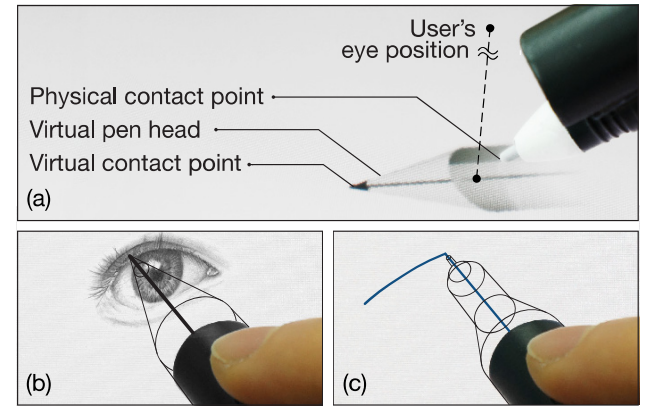 User's
eye position
Physical contact point
Virtual pen head
Virtual contact point
(a)
(b)
(c)